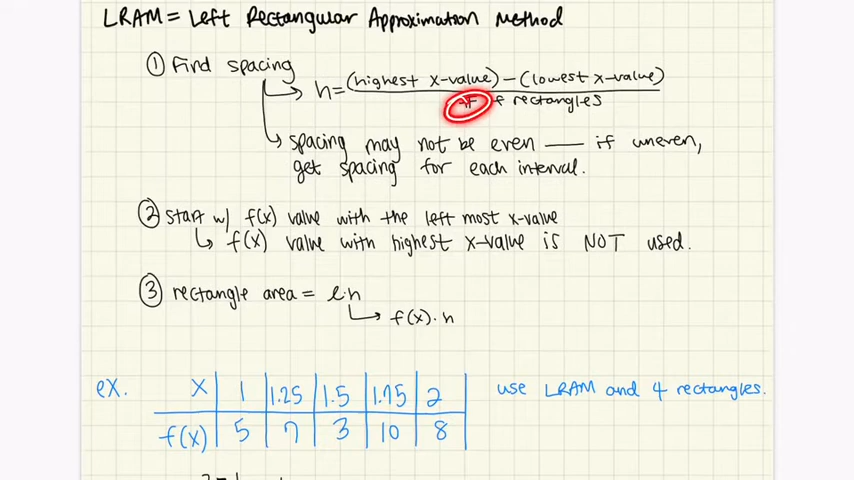 LRAM = Left Rectangular Approximation Method
① Find spacing
h = (highest x-value) - (lowest x-value)
# of rectangles
spacing may not be even — if uneven,
get spacing for each interval.
② start w/ f(x) value with the left most x-value
f(x) value with highest x-value is NOT used.
③ rectangle area = l·h
f(x)·h
ex. x 1 1.25 1.5 1.75 2 use LRAM and 4 rectangles.
f(x) 5 7 3 10 8